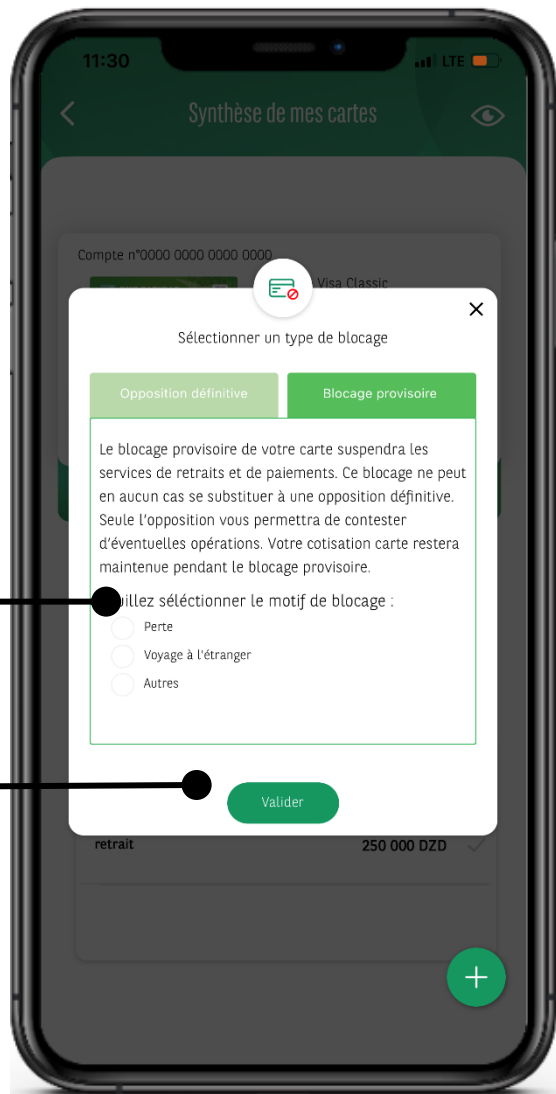 11:30
LTE
Synthèse de mes cartes
Compte n°0000 0000 0000 0000
Visa Classic
Sélectionner un type de blocage
Opposition définitive
Blocage provisoire
Le blocage provisoire de votre carte suspendra les
services de retraits et de paiements. Ce blocage ne peut
en aucun cas se substituer à une opposition définitive.
Seule l'opposition vous permettra de contester
d'éventuelles opérations. Votre cotisation carte restera
maintenue pendant le blocage provisoire.
uillez séléctionner le motif de blocage :
Perte
Voyage à l'étranger
Autres
Valider
retrait 250 000 DZD